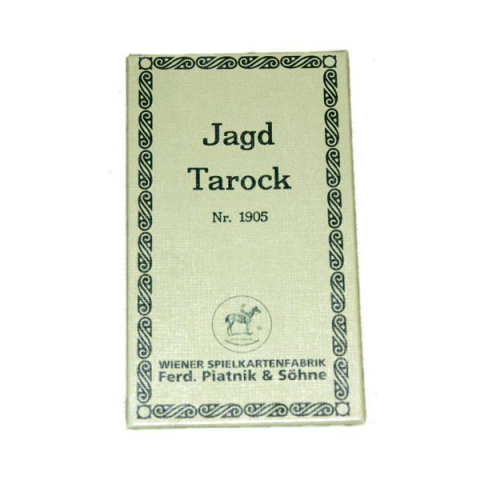 Jagd
Tarock
Nr. 1905
WIENER SPIELKARTENFABRIK
Ferd. Piatnik & Söhne